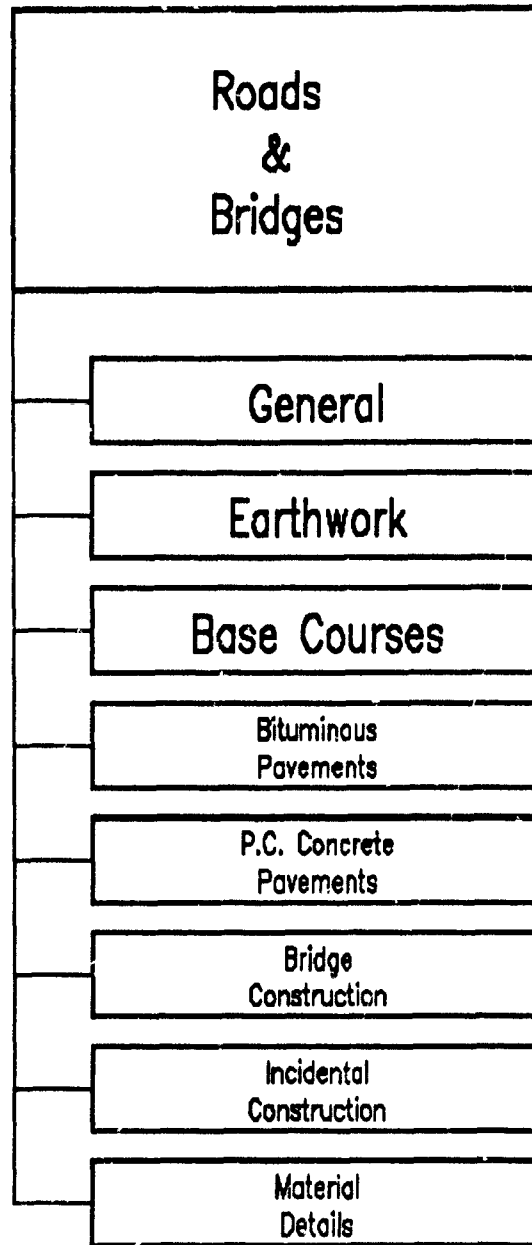 Roads
&
Bridges
General
Earthwork
Base Courses
Bituminous
Pavements
P.C. Concrete
Pavements
Bridge
Construction
Incidental
Construction
Material
Details